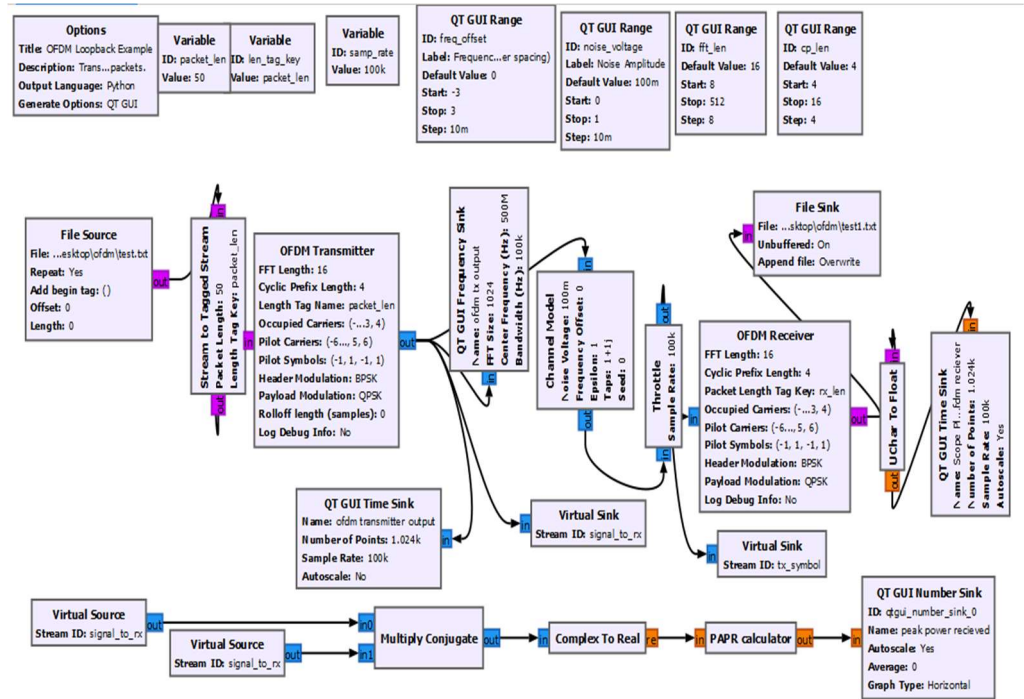 Options
Title: OFDM Loopback Example
Description: Trans...packets.
Output Language: Python
Generate Options: QT GUI
Variable
ID: packet_len
Value: 50
Variable
ID: len_tag_key
Value: packet_len
Variable
ID: samp_rate
Value: 100k
QT GUI Range
ID: freq_offset
Label: Frequenc...er spacing)
Default Value: 0
Start: -3
Stop: 3
Step: 10m
QT GUI Range
ID: noise_voltage
Label: Noise Amplitude
Default Value: 100m
Start: 0
Stop: 1
Step: 10m
QT GUI Range
ID: fft_len
Default Value: 16
Start: 8
Stop: 512
Step: 8
QT GUI Range
ID: cp_len
Default Value: 4
Start: 4
Stop: 16
Step: 4
File Source
File: ...esktop\ofdm\test.txt
Repeat: Yes
Add begin tag: ()
Offset: 0
Length: 0
out
in
Stream to Tagged Stream
Packet Length: 50
Length Tag Key: packet_len
out
in
OFDM Transmitter
FFT Length: 16
Cyclic Prefix Length: 4
Length Tag Name: packet_len
Occupied Carriers: (-...3, 4)
Pilot Carriers: (-6..., 5, 6)
Pilot Symbols: (-1, 1, -1, 1)
Header Modulation: BPSK
Payload Modulation: QPSK
Rolloff length (samples): 0
Log Debug Info: No
out
QT GUI Frequency Sink
Name: ofdm tx output
FFT Size: 1024
Center Frequency (Hz): 500M
Bandwidth (Hz): 100k
in
in
Channel Model
Noise Voltage: 100m
Frequency Offset: 0
Epsilon: 1
Taps: 1+1j
Seed: 0
out
out
Throttle
Sample Rate: 100k
in
in
OFDM Receiver
FFT Length: 16
Cyclic Prefix Length: 4
Packet Length Tag Key: rx_len
Occupied Carriers: (-...3, 4)
Pilot Carriers: (-6..., 5, 6)
Pilot Symbols: (-1, 1, -1, 1)
Header Modulation: BPSK
Payload Modulation: QPSK
Log Debug Info: No
out
in
File Sink
File: ...sktop\ofdm\test1.txt
Unbuffered: On
Append file: Overwrite
in
UChar To Float
out
in
QT GUI Time Sink
Name: Scope Pl...fdm reciever
Number of Points: 1.024k
Sample Rate: 100k
Autoscale: Yes
QT GUI Time Sink
Name: ofdm transmitter output
Number of Points: 1.024k
Sample Rate: 100k
Autoscale: No
in
in
Virtual Sink
Stream ID: signal_to_rx
in
Virtual Sink
Stream ID: tx_symbol
Virtual Source
Stream ID: signal_to_rx
out
Virtual Source
Stream ID: signal_to_rx
out
in0
in1
Multiply Conjugate
out
in
Complex To Real
re
in
PAPR calculator
out
in
QT GUI Number Sink
ID: qtgui_number_sink_0
Name: peak power recieved
Autoscale: Yes
Average: 0
Graph Type: Horizontal